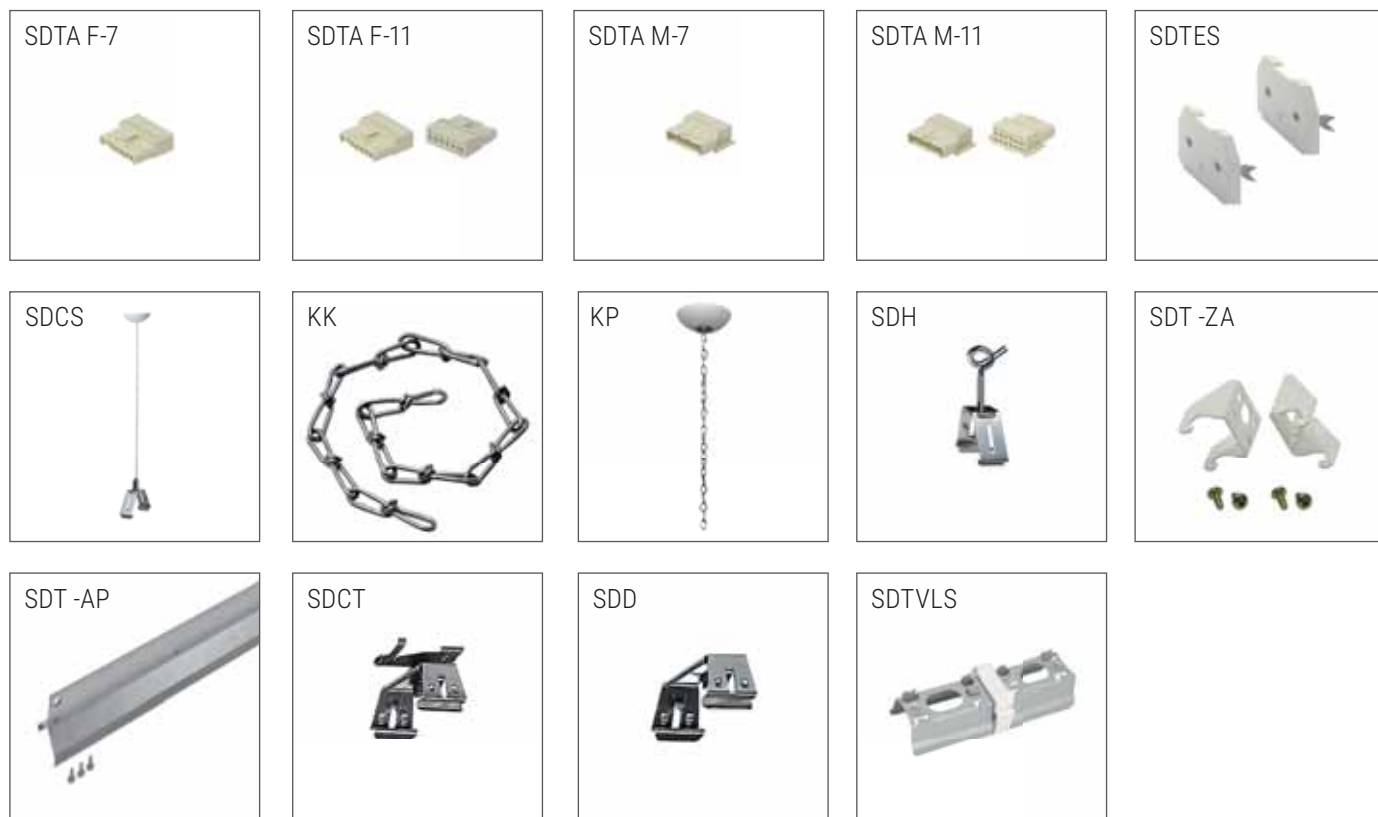 SDTA F-7
SDTA F-11
SDTA M-7
SDTA M-11
SDTES
SDCS
KK
KP
SDH
SDT -ZA
SDT -AP
SDCT
SDD
SDTVLS